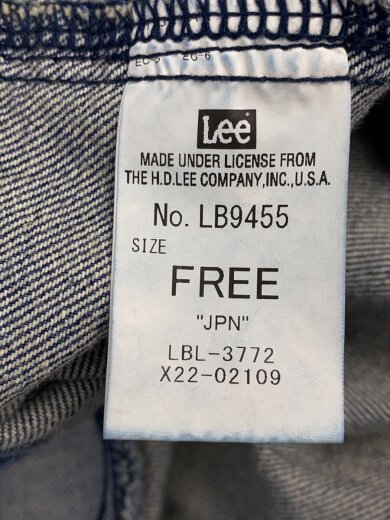 Lee
MADE UNDER LICENSE FROM
THE H.D.LEE COMPANY,INC.,U.S.A.
No. LB9455
SIZE
FREE
"JPN"
LBL-3772
X22-02109